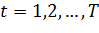 t = 1,2, ... , T